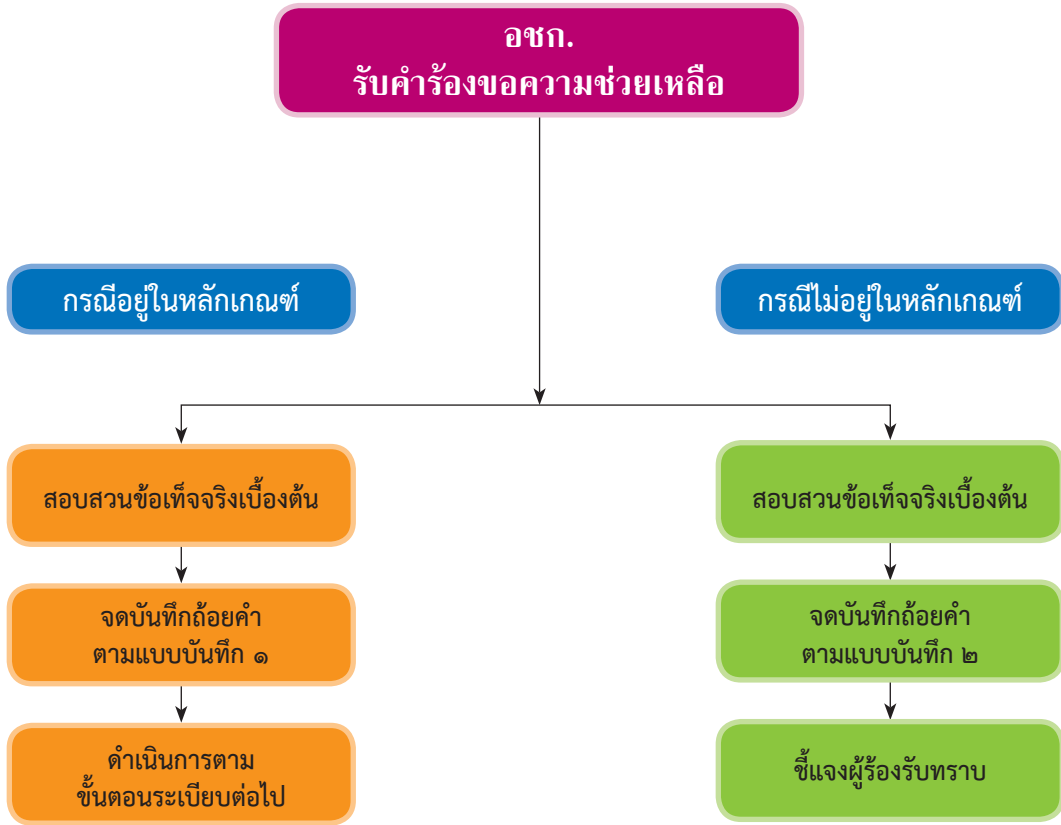 อชก.
รับคำร้องขอความช่วยเหลือ
กรณีอยู่ในหลักเกณฑ์
กรณีไม่อยู่ในหลักเกณฑ์
สอบสวนข้อเท็จจริงเบื้องต้น
สอบสวนข้อเท็จจริงเบื้องต้น
จดบันทึกถ้อยคำ
ตามแบบบันทึก ๑
จดบันทึกถ้อยคำ
ตามแบบบันทึก ๒
ดำเนินการตาม
ขั้นตอนระเบียบต่อไป
ชี้แจงผู้ร้องรับทราบ